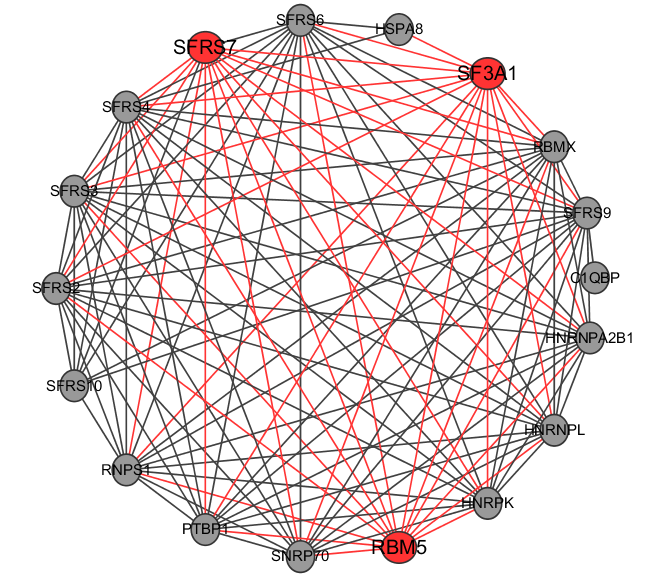 SFRS6
HSPA8
SFRS7
SF3A1
SFRS4
RBMX
SFRS3
SFRS9
C1QBP
SFRS2
HNRNPA2B1
SFRS10
HNRNPL
RNPS1
HNRPK
PTBP1
RBM5
SNRP70